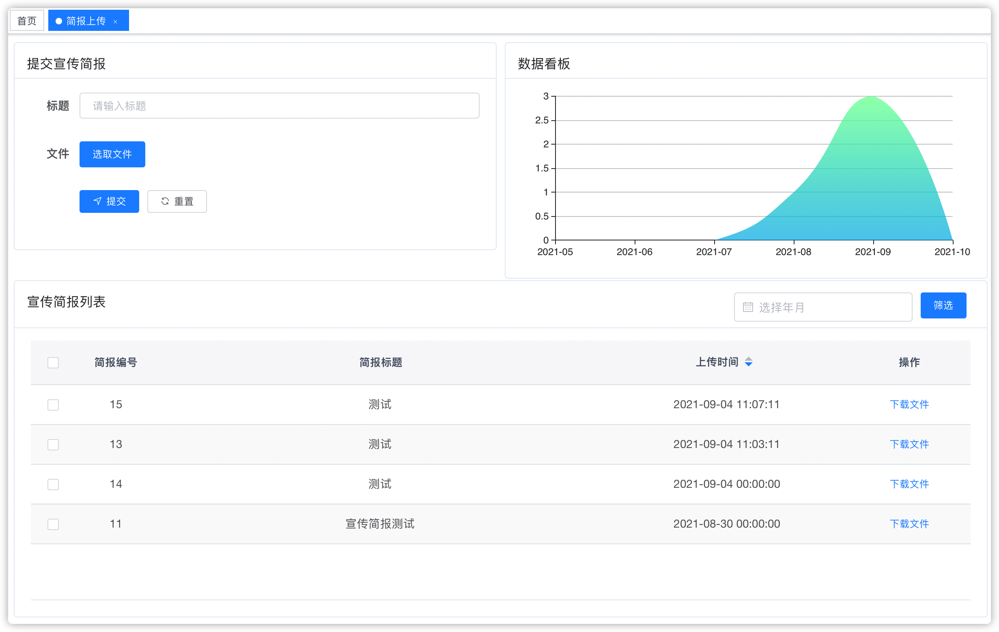 首页 简报上传 ×
提交宣传简报
标题 请输入标题
文件 选取文件
提交 重置
数据看板
3
2.5
2
1.5
1
0.5
0
2021-05 2021-06 2021-07 2021-08 2021-09 2021-10
宣传简报列表 选择年月 筛选
简报编号 简报标题 上传时间 操作
15 测试 2021-09-04 11:07:11 下载文件
13 测试 2021-09-04 11:03:11 下载文件
14 测试 2021-09-04 00:00:00 下载文件
11 宣传简报测试 2021-08-30 00:00:00 下载文件